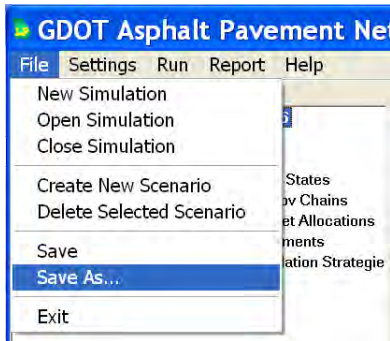 GDOT Asphalt Pavement Ne
File Settings Run Report Help
New Simulation
Open Simulation
Close Simulation
Create New Scenario
Delete Selected Scenario
Save
Save As...
Exit
6
States
ov Chains
et Allocations
ments
lation Strategie